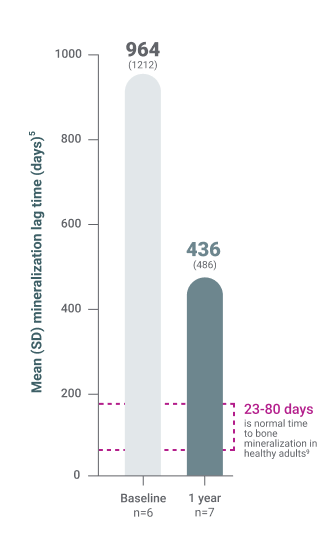 Mean (SD) mineralization lag time (days)⁵
1000
800
600
400
200
0
964
(1212)
436
(486)
23-80 days
is normal time
to bone
mineralization in
healthy adults⁹
Baseline
n=6
1 year
n=7